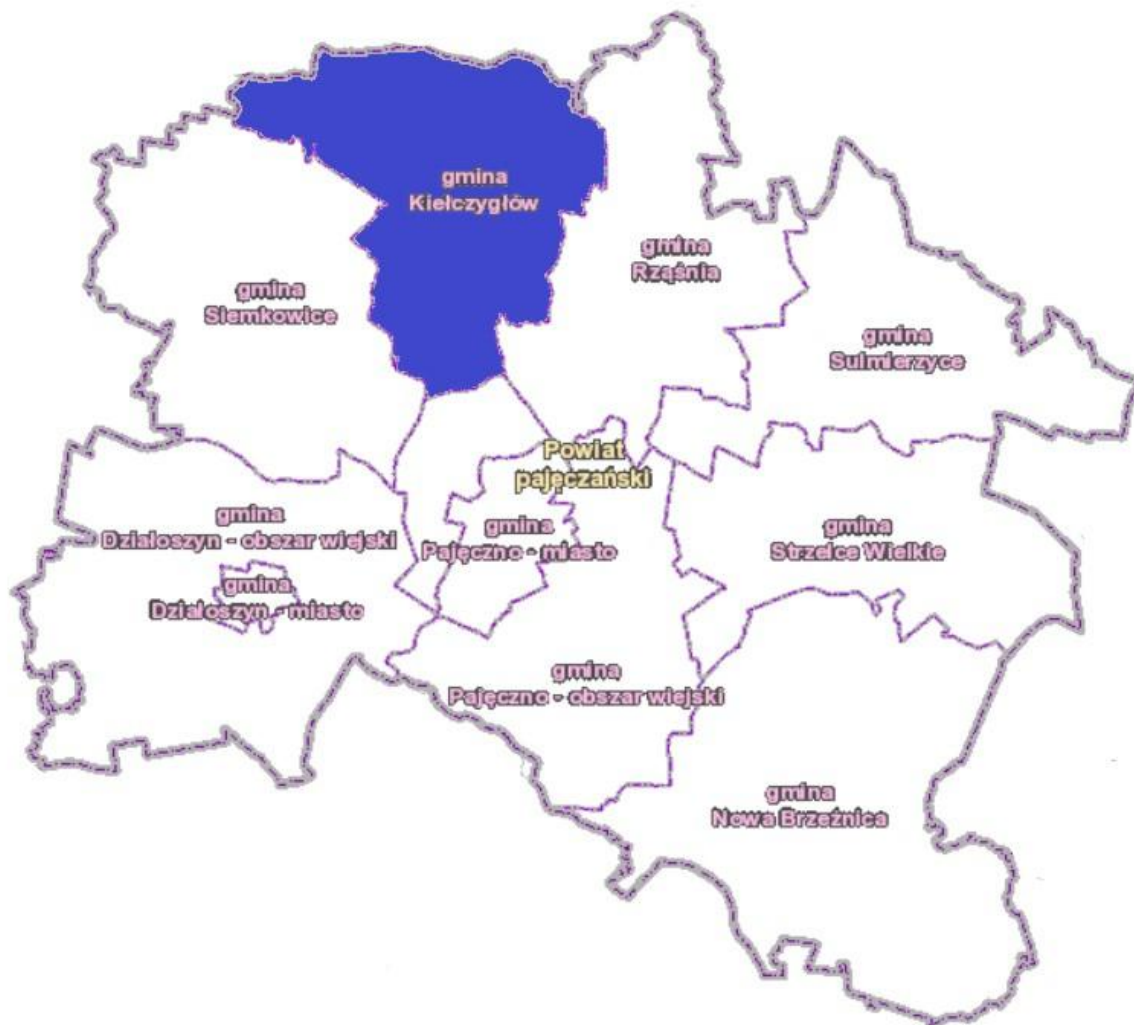 gmina
Kiełczygłów
gmina
Rząśnia
gmina
Siemkowice
gmina
Sulmierzyce
Powiat
pajęczański
gmina
Działoszyn - obszar wiejski
gmina
Pajęczno - miasto
gmina
Strzelce Wielkie
gmina
Działoszyn - miasto
gmina
Pajęczno - obszar wiejski
gmina
Nowa Brzeźnica